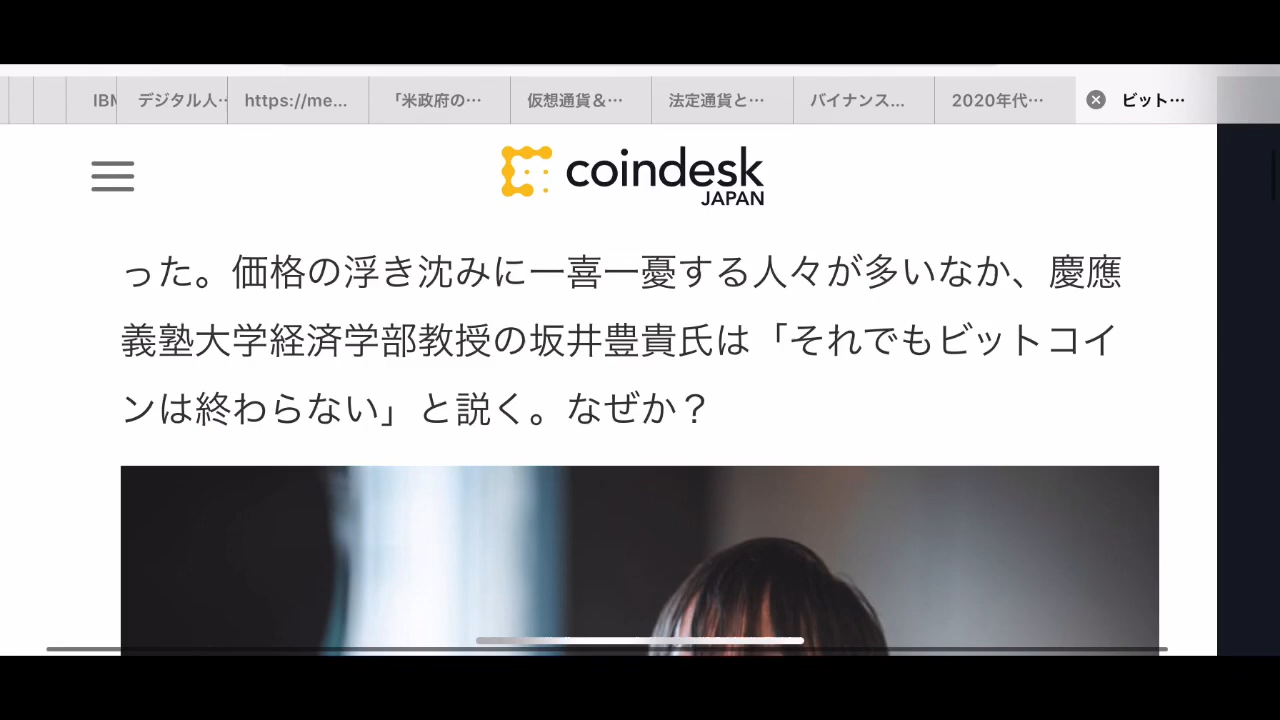 IBM
デジタル人…
https://me...
「米政府の…
仮想通貨＆…
法定通貨と…
バイナンス...
2020年代…
ビット…
coindesk
JAPAN
った。価格の浮き沈みに一喜一憂する人々が多いなか、慶應
義塾大学経済学部教授の坂井豊貴氏は「それでもビットコイ
ンは終わらない」と説く。なぜか？